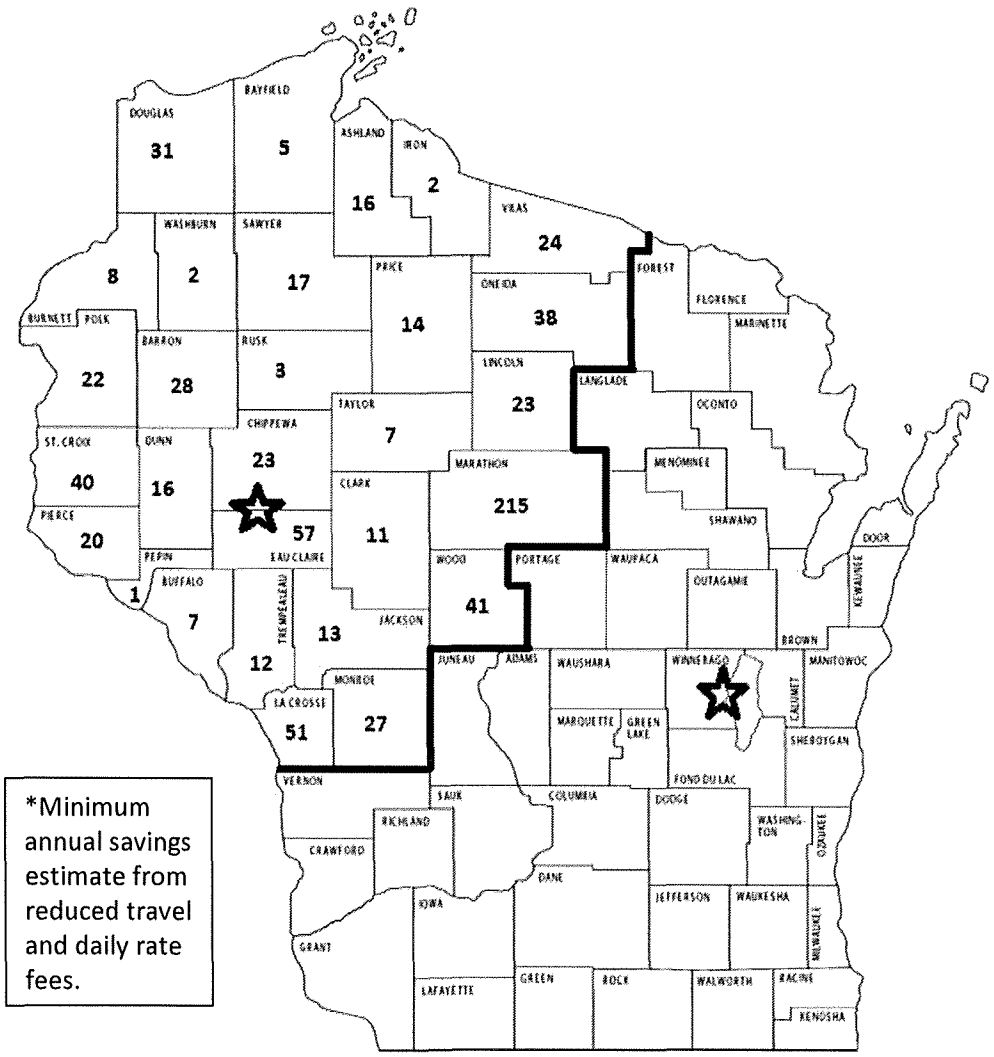 BAYFIELD
DOUGLAS
31
5
ASHLAND
IRON
2
16
VILAS
24
WASHBURN
SAWYER
8
2
17
PRICE
14
ONEIDA
38
FOREST
FLORENCE
MARINETTE
BURNETT
POLK
22
BARRON
28
RUSK
3
LINCOLN
23
LANGLADE
OCONTO
TAYLOR
7
CHIPPEWA
23
ST. CROIX
40
DUNN
16
MARATHON
215
MENOMINEE
CLARK
11
SHAWANO
PIERCE
20
57
EAU CLAIRE
DOOR
PEPIN
1
BUFFALO
7
TREMPEALEAU
12
WOOD
41
PORTAGE
WAUPACA
OUTAGAMIE
KEWAUNEE
BROWN
13
JACKSON
JUNEAU
ADAMS
WAUSHARA
WINNEBAGO
MANITOWOC
CALUMET
MONROE
27
LA CROSSE
51
MARQUETTE
GREEN
LAKE
SHEBOYGAN
FOND DU LAC
VERNON
SAUK
COLUMBIA
DODGE
RICHLAND
WASHING-
TON
OZAUKEE
CRAWFORD
DANE
IOWA
JEFFERSON
WAUKESHA
MILWAUKEE
GRANT
LAFAYETTE
GREEN
ROCK
WALWORTH
RACINE
KENOSHA
*Minimum
annual savings
estimate from
reduced travel
and daily rate
fees.